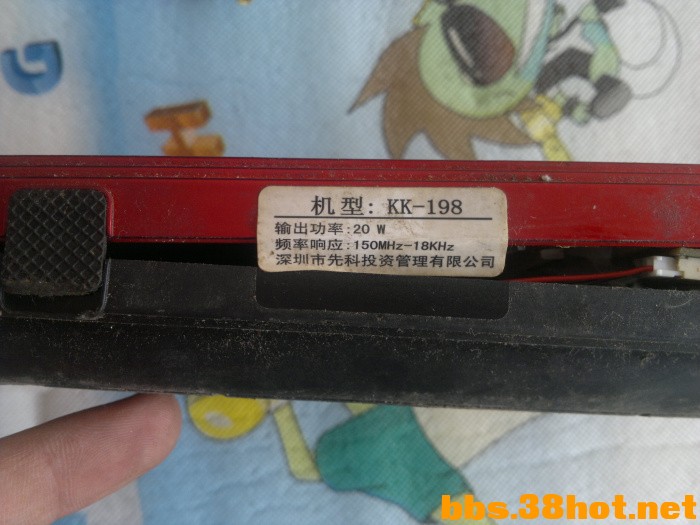 机型: KK-198
输出功率:20 W
频率响应:150MHz-18KHz
深圳市先科投资管理有限公司
bbs.38hot.net